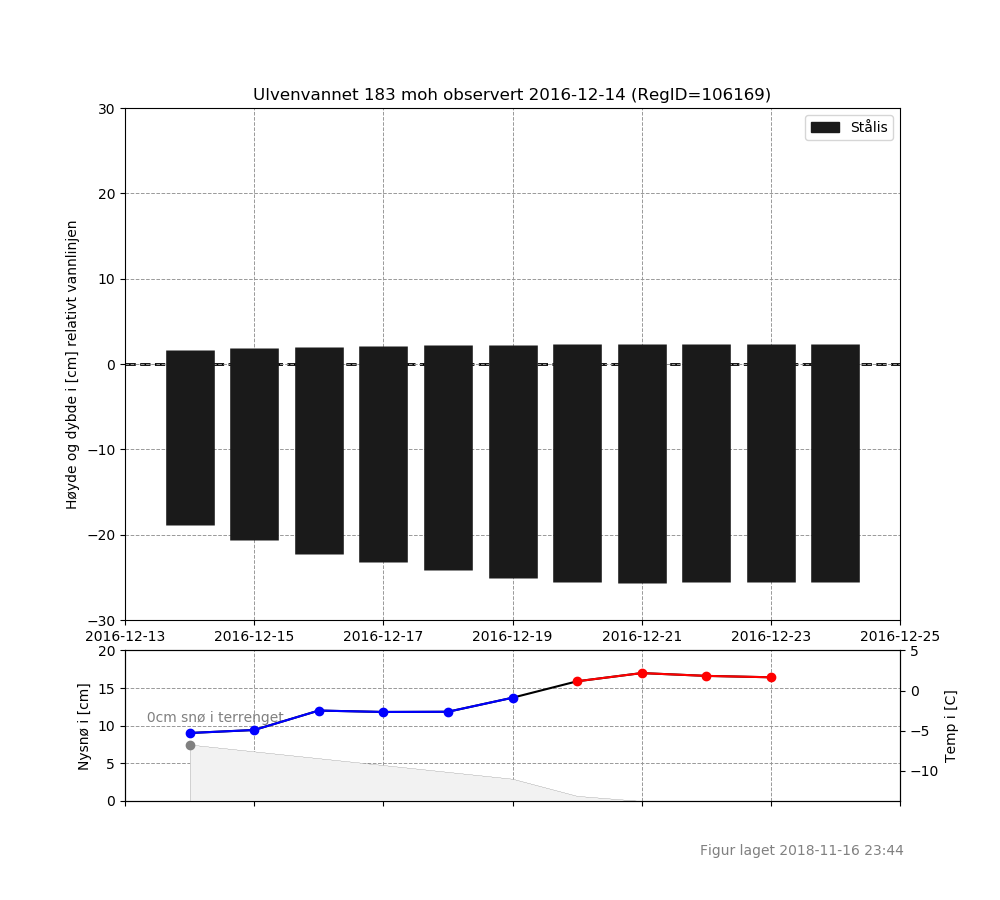 Ulvenvannet 183 moh observert 2016-12-14 (RegID=106169)
Stålis
Høyde og dybde i [cm] relativt vannlinjen
30
20
10
0
−10
−20
−30
2016-12-13 2016-12-15 2016-12-17 2016-12-19 2016-12-21 2016-12-23 2016-12-25
Nysnø i [cm]
20
15
10
5
0
0cm snø i terrenget
5
0
−5
−10
Temp i [C]
Figur laget 2018-11-16 23:44